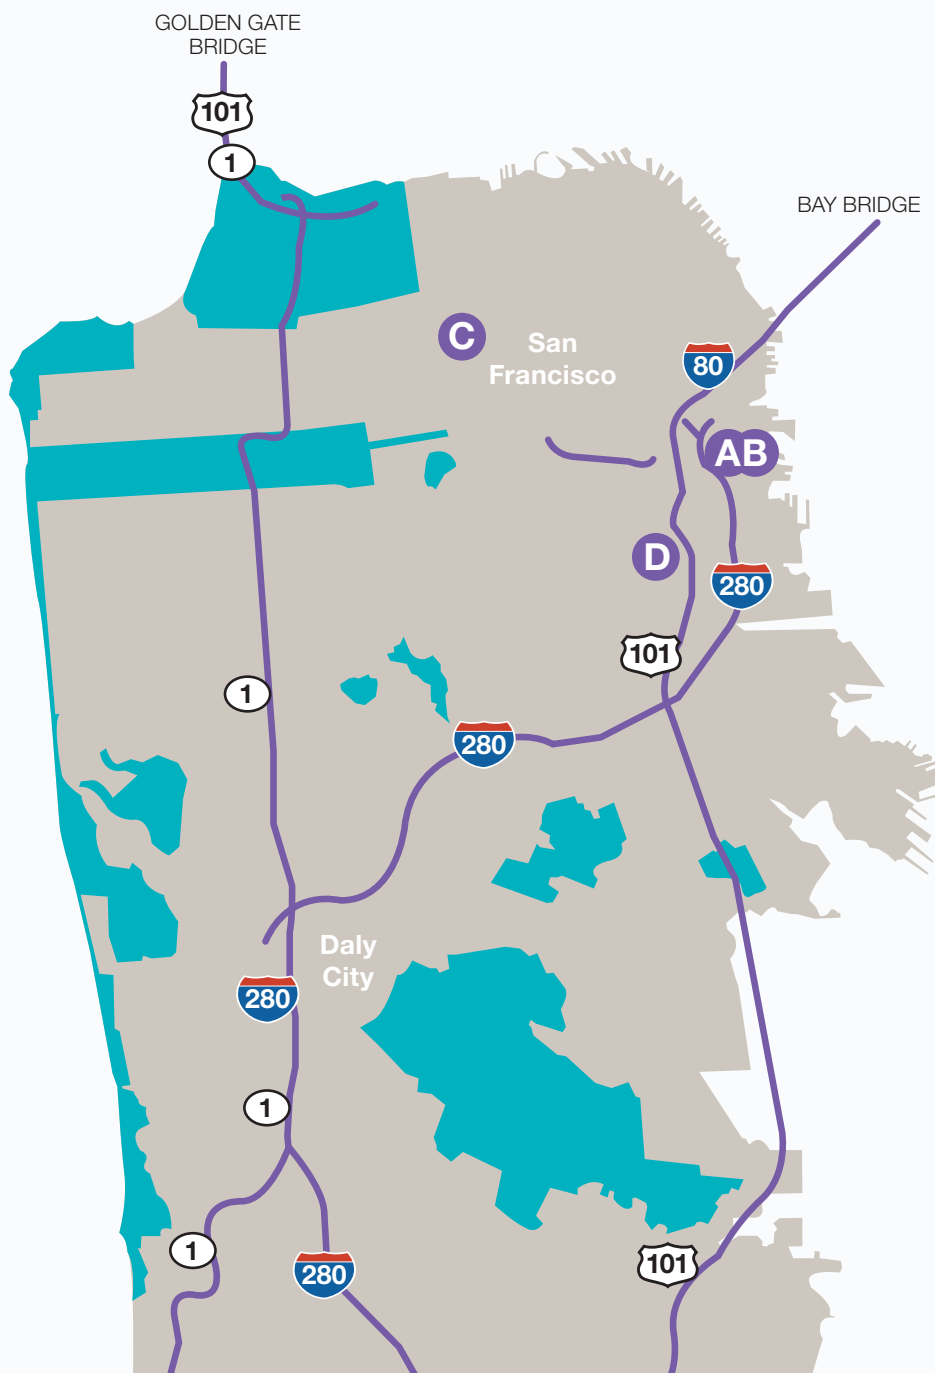 GOLDEN GATE
BRIDGE
101
1
BAY BRIDGE
C
San
Francisco
80
AB
D
280
101
1
280
Daly
City
280
1
1
280
101